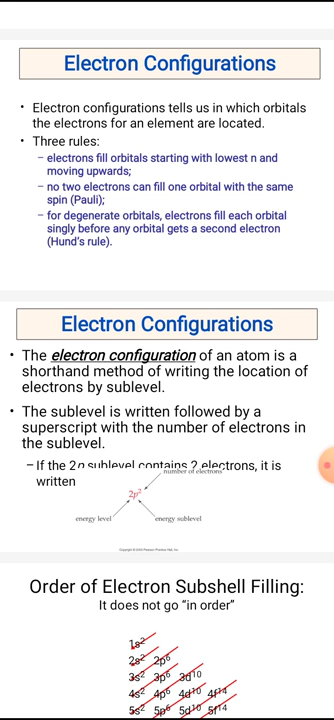 Electron Configurations
• Electron configurations tells us in which orbitals
the electrons for an element are located.
• Three rules:
– electrons fill orbitals starting with lowest n and
moving upwards;
– no two electrons can fill one orbital with the same
spin (Pauli);
– for degenerate orbitals, electrons fill each orbital
singly before any orbital gets a second electron
(Hund's rule).
Electron Configurations
• The electron configuration of an atom is a
shorthand method of writing the location of
electrons by sublevel.
• The sublevel is written followed by a
superscript with the number of electrons in
the sublevel.
– If the 2p sublevel contains 2 electrons, it is
written
number of electrons
2p²
energy level energy sublevel
Order of Electron Subshell Filling:
It does not go “in order”
1s²
2s² 2p⁶
3s² 3p⁶ 3d¹⁰
4s² 4p⁶ 4d¹⁰ 4f¹⁴
5s² 5p⁶ 5d¹⁰ 5f¹⁴